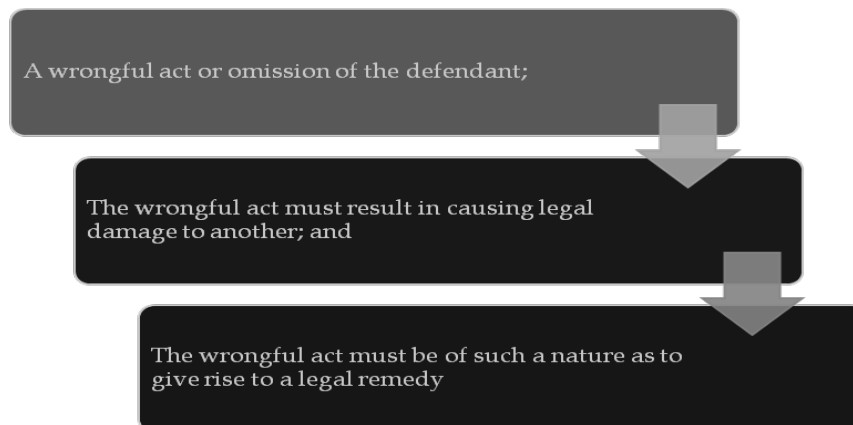 A wrongful act or omission of the defendant;
The wrongful act must result in causing legal
damage to another; and
The wrongful act must be of such a nature as to
give rise to a legal remedy